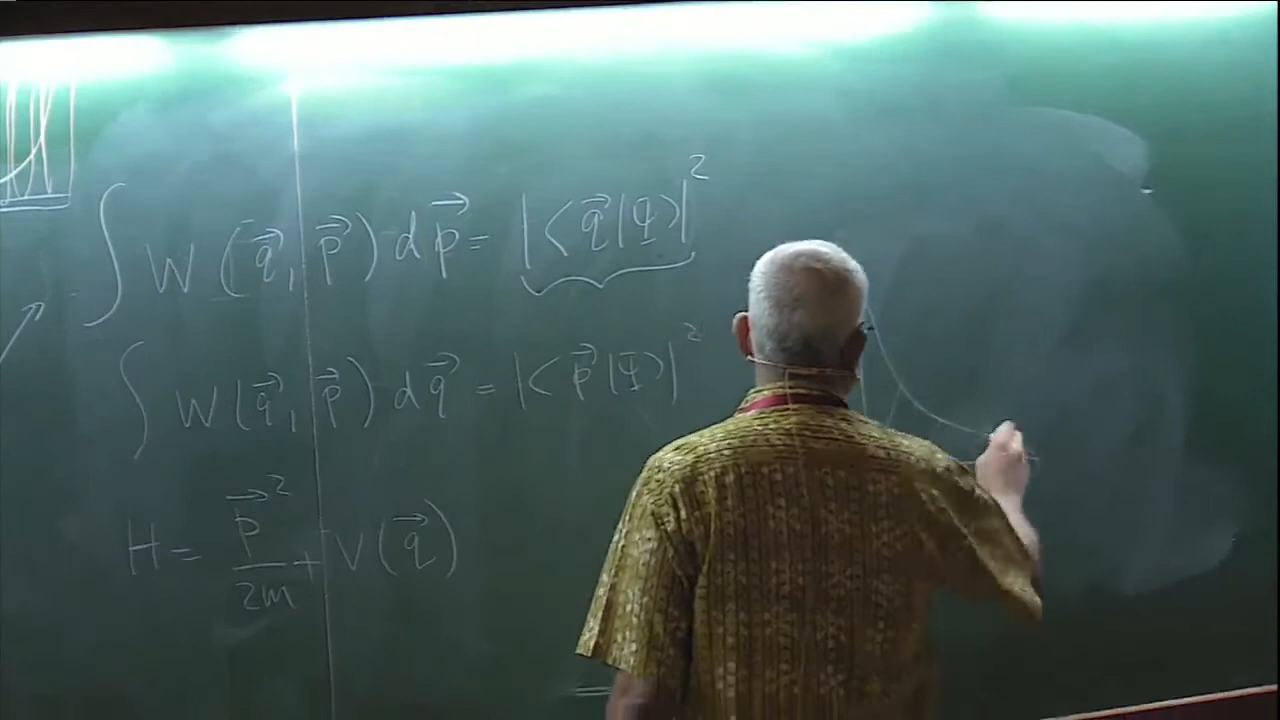 ∫ W(q⃗, p⃗) dp⃗ = |<q⃗|Ψ>|²
∫ W(q⃗, p⃗) dq⃗ = |<p⃗|Ψ>|²
H = p⃗²/2m + V(q⃗)